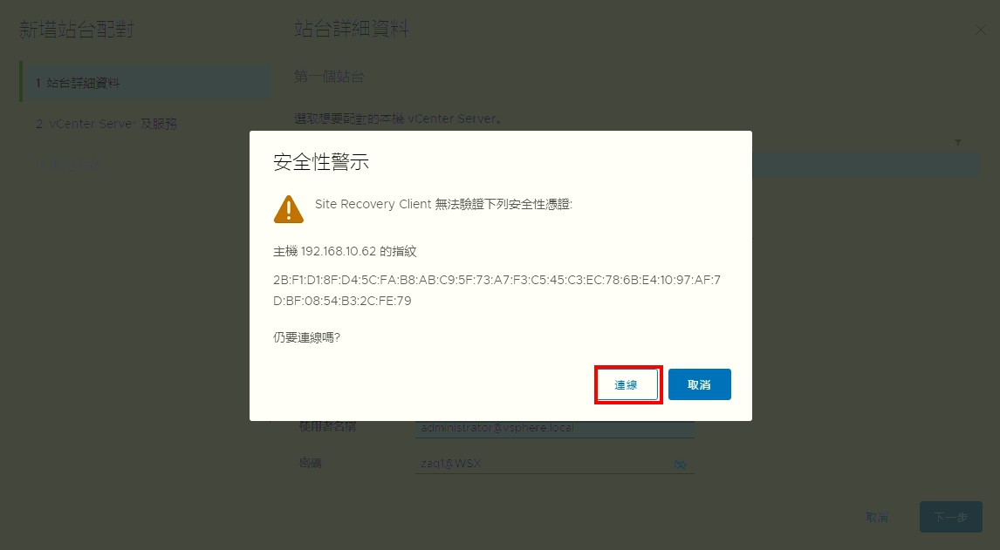 新增站台配對
站台詳細資料
1 站台詳細資料
第一個站台
2 vCenter Server 及服務
選取想要配對的本機 vCenter Server。
安全性警示
Site Recovery Client 無法驗證下列安全性憑證:
主機 192.168.10.62 的指紋
2B:F1:D1:8F:D4:5C:FA:B8:AB:C9:5F:73:A7:F3:C5:45:C3:EC:78:6B:E4:10:97:AF:7
D:BF:08:54:B3:2C:FE:79
仍要連線嗎?
連線
取消
使用者名稱
administrator@vsphere.local
密碼
zaq1@WSX
取消
下一步